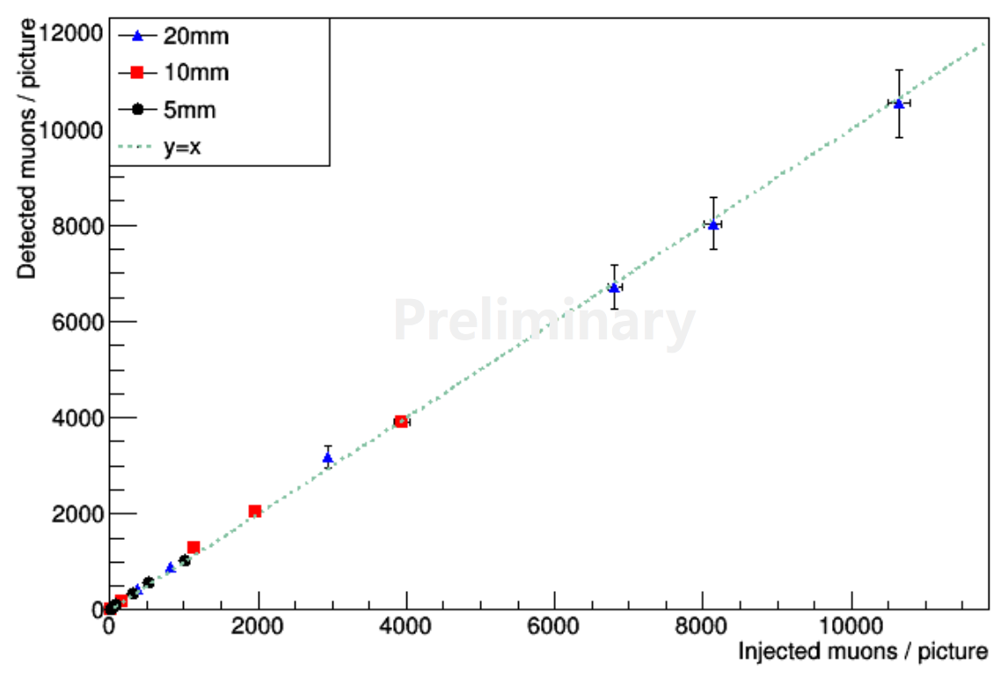 Detected muons / picture
12000
10000
8000
6000
4000
2000
0
20mm
10mm
5mm
y=x
Preliminary
0 2000 4000 6000 8000 10000
Injected muons / picture